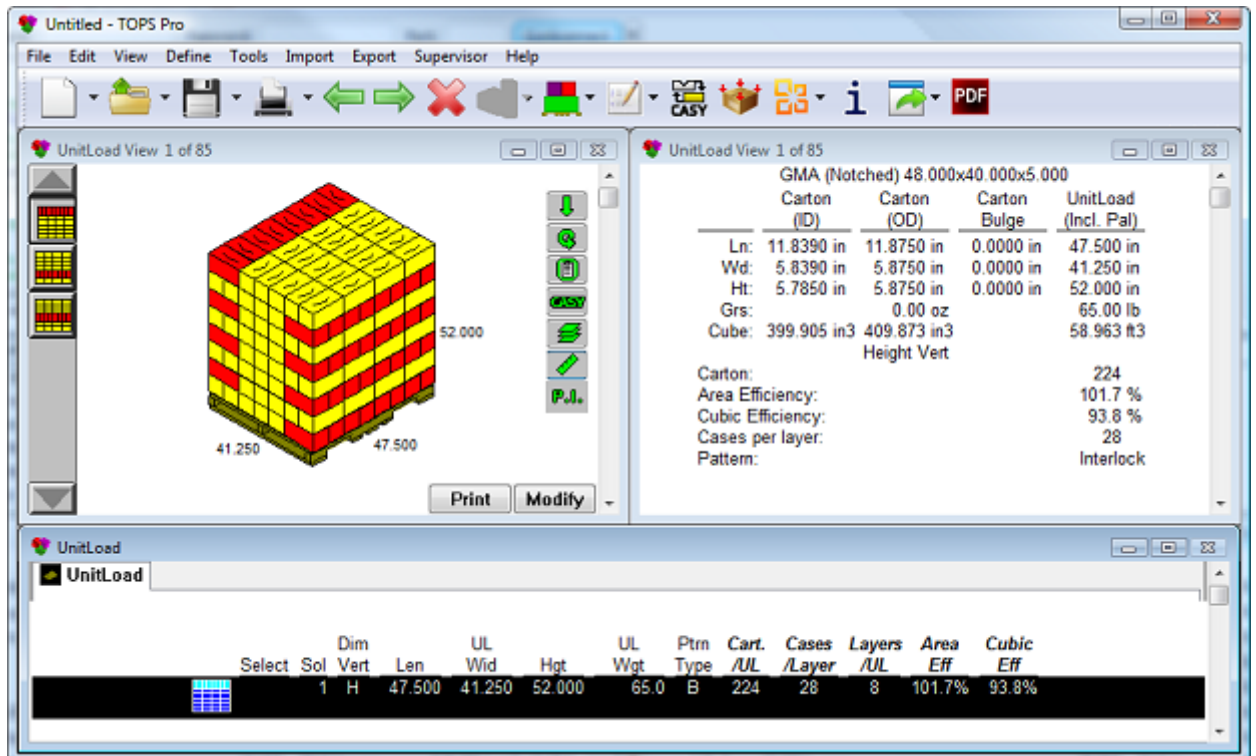 Untitled - TOPS Pro
File Edit View Define Tools Import Export Supervisor Help
CASY PDF
UnitLoad View 1 of 85
CASY
P.I.
52.000
41.250
47.500
Print Modify
UnitLoad View 1 of 85
GMA (Notched) 48.000x40.000x5.000
Carton Carton Carton UnitLoad
(ID) (OD) Bulge (Incl. Pal)
Ln: 11.8390 in 11.8750 in 0.0000 in 47.500 in
Wd: 5.8390 in 5.8750 in 0.0000 in 41.250 in
Ht: 5.7850 in 5.8750 in 0.0000 in 52.000 in
Grs: 0.00 oz 65.00 lb
Cube: 399.905 in3 409.873 in3 58.963 ft3
Height Vert
Carton: 224
Area Efficiency: 101.7 %
Cubic Efficiency: 93.8 %
Cases per layer: 28
Pattern: Interlock
UnitLoad
UnitLoad
Dim UL UL Ptrn Cart. Cases Layers Area Cubic
Select Sol Vert Len Wid Hgt Wgt Type /UL /Layer /UL Eff Eff
1 H 47.500 41.250 52.000 65.0 B 224 28 8 101.7% 93.8%